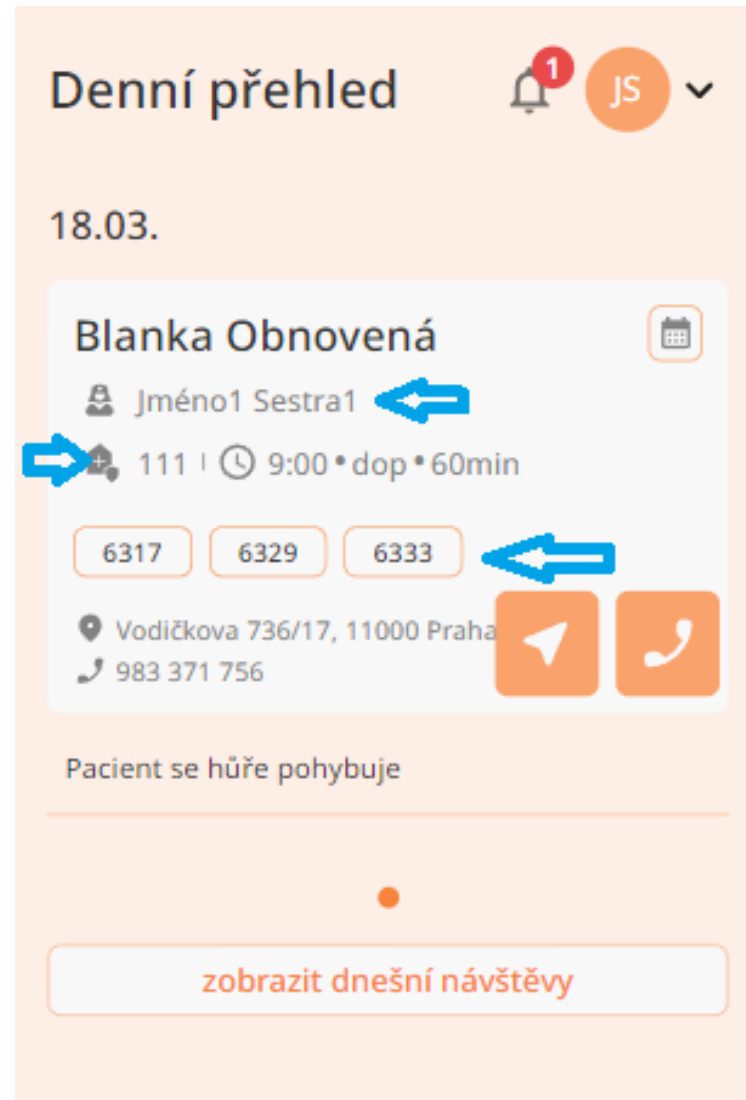 Denní přehled 1 JS
18.03.
Blanka Obnovená
Jméno1 Sestra1
111 | 9:00 • dop • 60min
6317 6329 6333
Vodičkova 736/17, 11000 Praha
983 371 756
Pacient se hůře pohybuje
zobrazit dnešní návštěvy